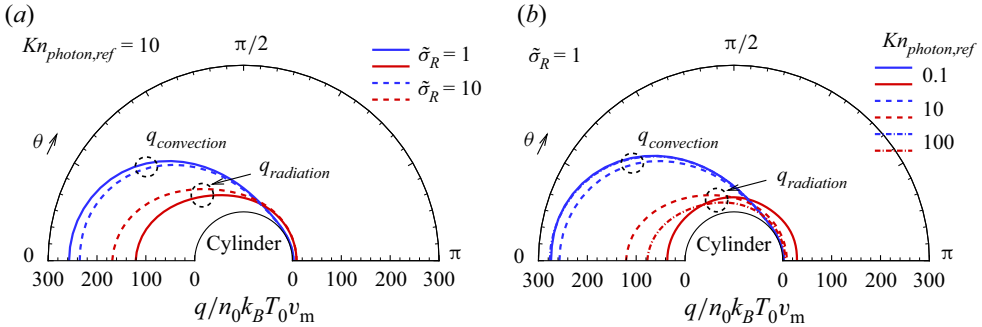 (a)
Kn_photon,ref = 10
π/2
σ̃_R = 1
σ̃_R = 10
θ
q_convection
q_radiation
Cylinder
0
π
300 200 100 0 0 100 200 300
q/n_0k_BT_0v_m
(b)
σ̃_R = 1
π/2
Kn_photon,ref
0.1
10
100
θ
q_convection
q_radiation
Cylinder
0
π
300 200 100 0 0 100 200 300
q/n_0k_BT_0v_m